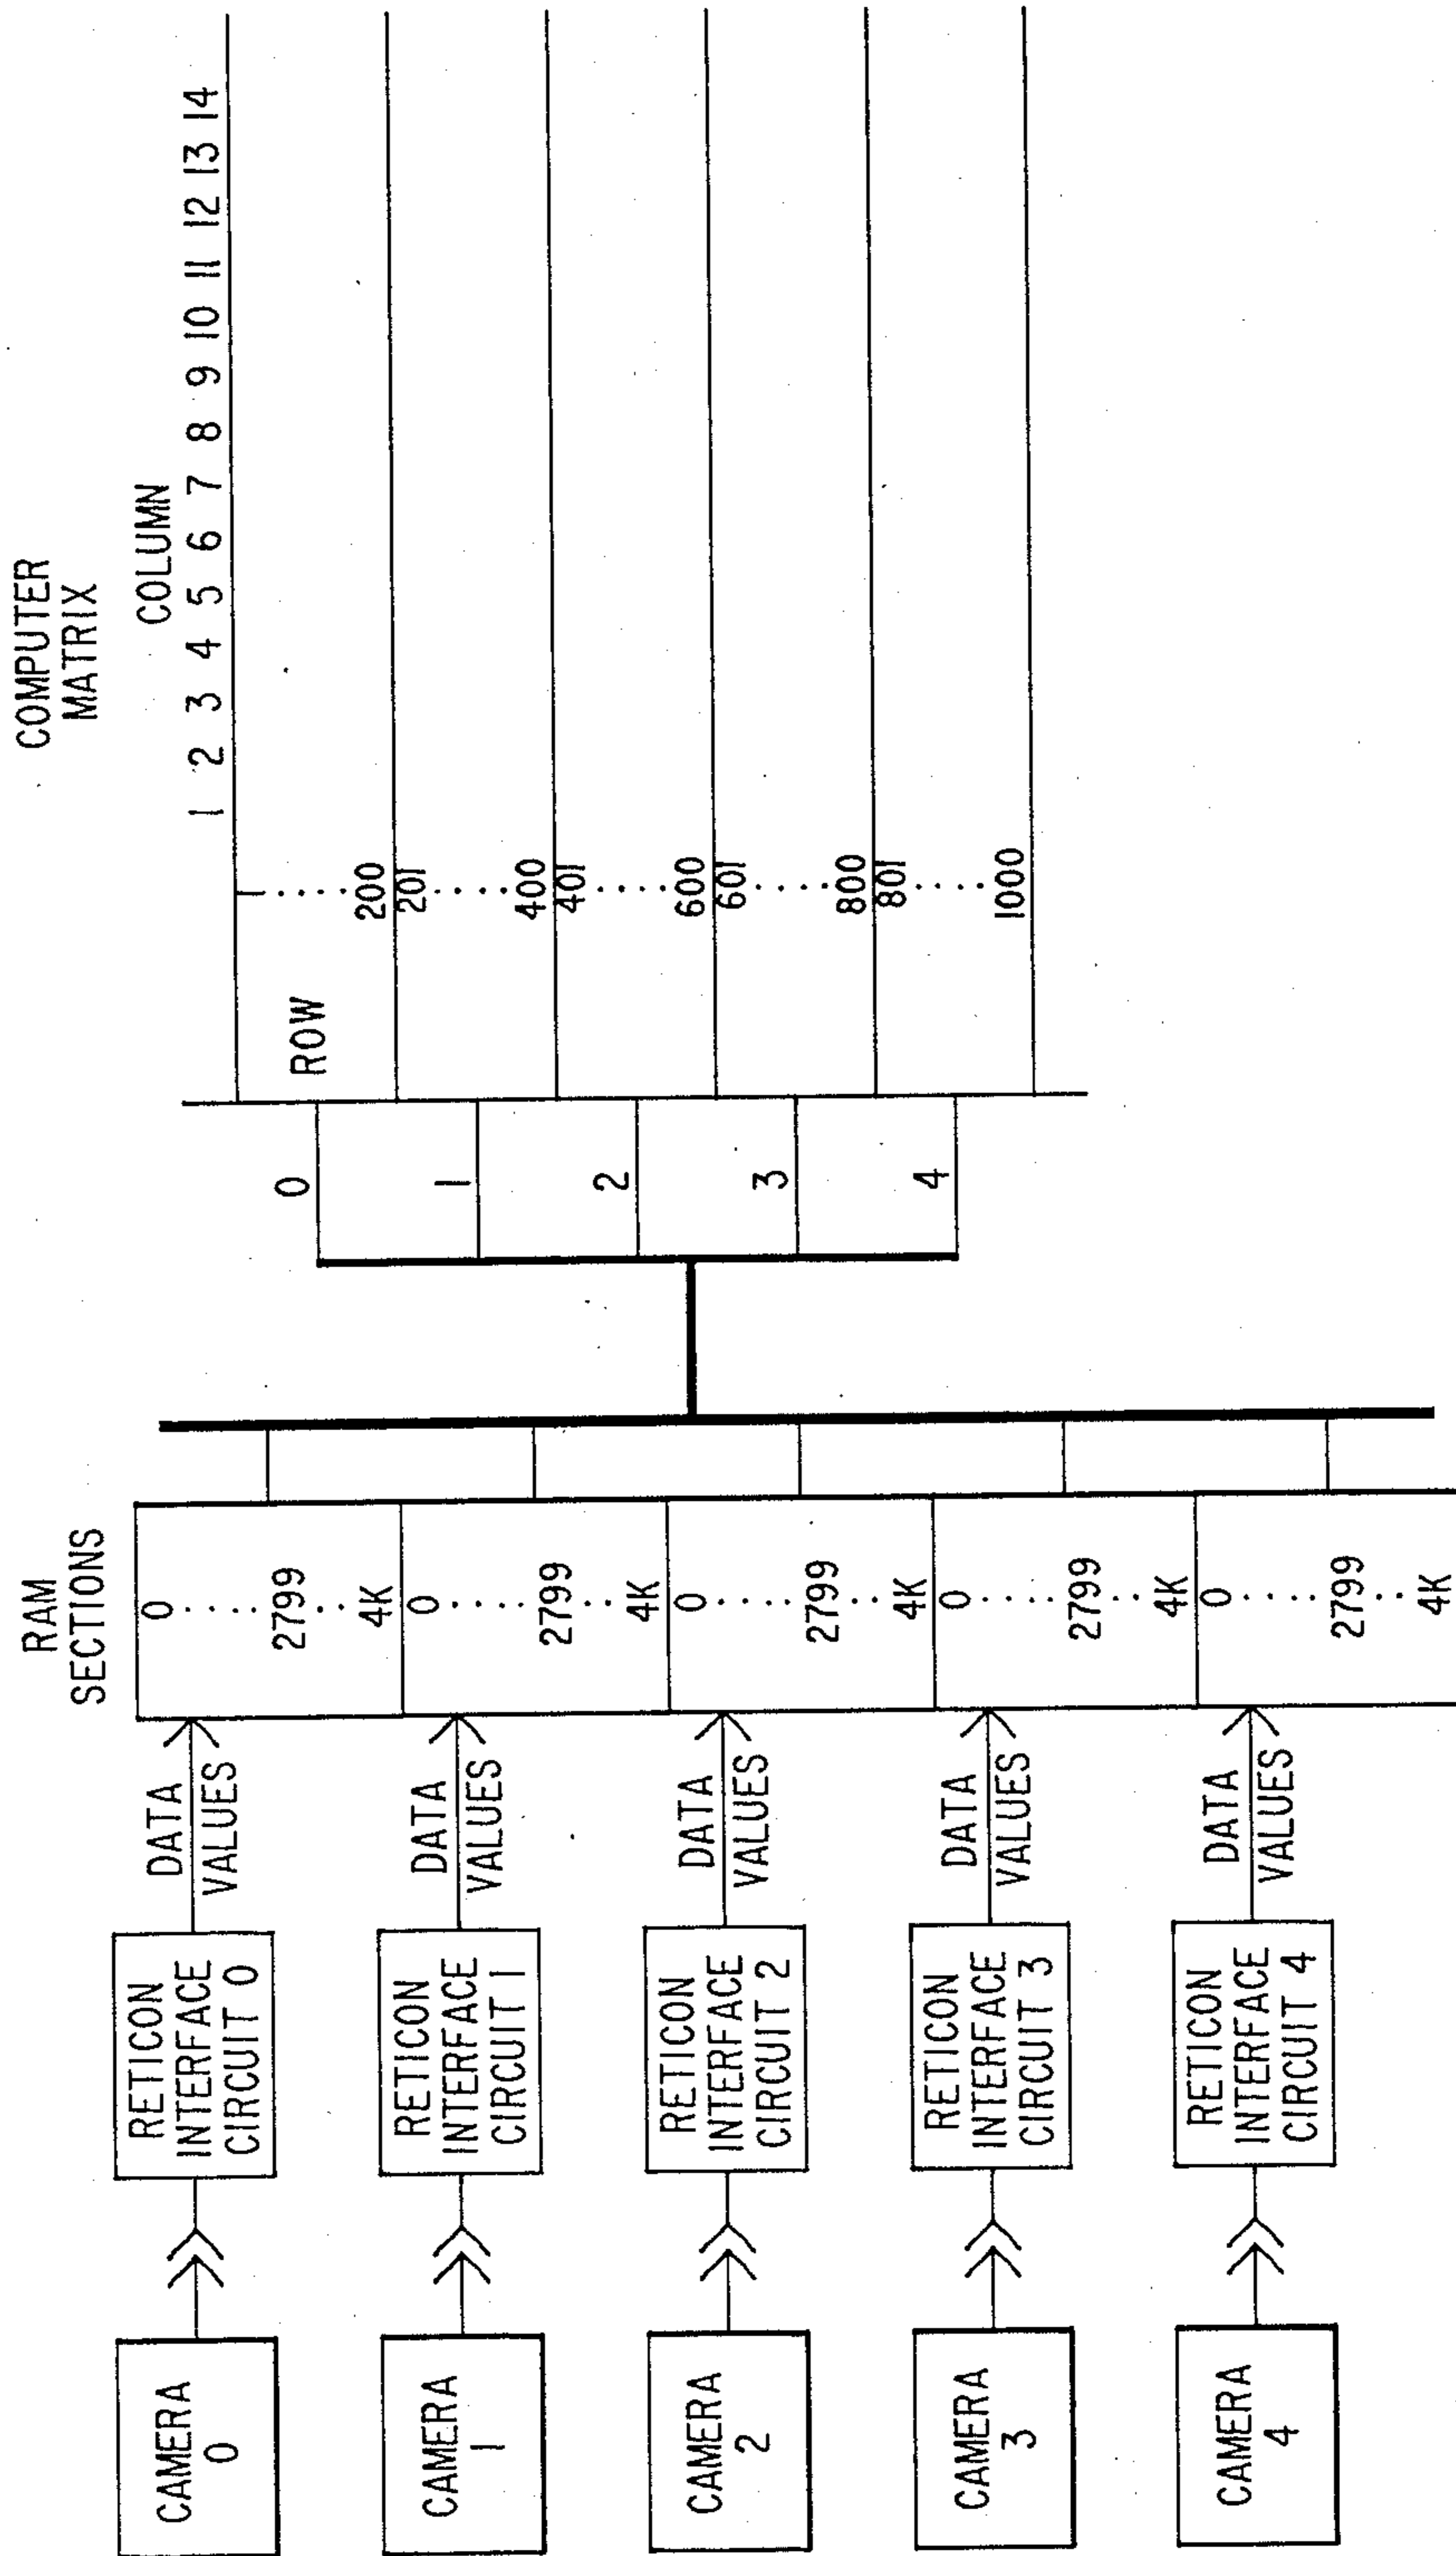 COMPUTER
MATRIX
COLUMN
1 2 3 4 5 6 7 8 9 10 11 12 13 14
ROW
1
200
201
400
401
600
601
800
801
1000
0
1
2
3
4
RAM
SECTIONS
0
2799
4K
0
2799
4K
0
2799
4K
0
2799
4K
0
2799
4K
DATA
VALUES
DATA
VALUES
DATA
VALUES
DATA
VALUES
DATA
VALUES
RETICON
INTERFACE
CIRCUIT 0
RETICON
INTERFACE
CIRCUIT 1
RETICON
INTERFACE
CIRCUIT 2
RETICON
INTERFACE
CIRCUIT 3
RETICON
INTERFACE
CIRCUIT 4
CAMERA
0
CAMERA
1
CAMERA
2
CAMERA
3
CAMERA
4